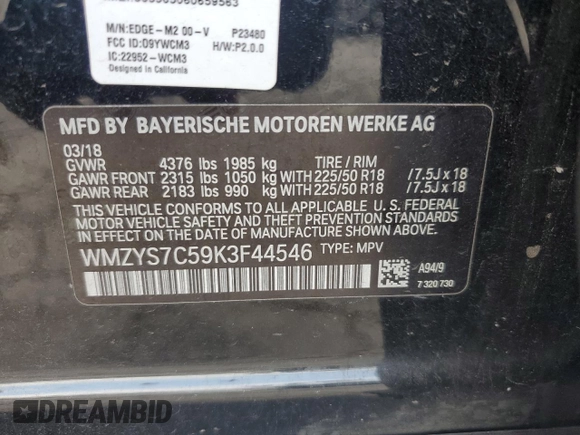 M/N:EDGE-M2 00-V P23480
FCC ID:O9YWCM3 H/W:P2.0.0
IC:22952-WCM3
Designed in California
MFD BY BAYERISCHE MOTOREN WERKE AG
03/18
GVWR 4376 lbs 1985 kg TIRE / RIM
GAWR FRONT 2315 lbs 1050 kg WITH 225/50 R18 /7.5J x 18
GAWR REAR 2183 lbs 990 kg WITH 225/50 R18 /7.5J x 18
THIS VEHICLE CONFORMS TO ALL APPLICABLE U. S. FEDERAL
MOTOR VEHICLE SAFETY AND THEFT PREVENTION STANDARDS
IN EFFECT ON THE DATE OF MANUFACTURE SHOWN ABOVE.
WMZYS7C59K3F44546 TYPE: MPV
A94/9
7 320 730
DREAMBID